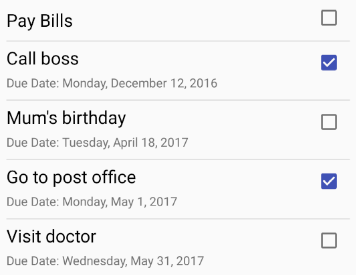 Pay Bills
Call boss
Due Date: Monday, December 12, 2016
Mum's birthday
Due Date: Tuesday, April 18, 2017
Go to post office
Due Date: Monday, May 1, 2017
Visit doctor
Due Date: Wednesday, May 31, 2017